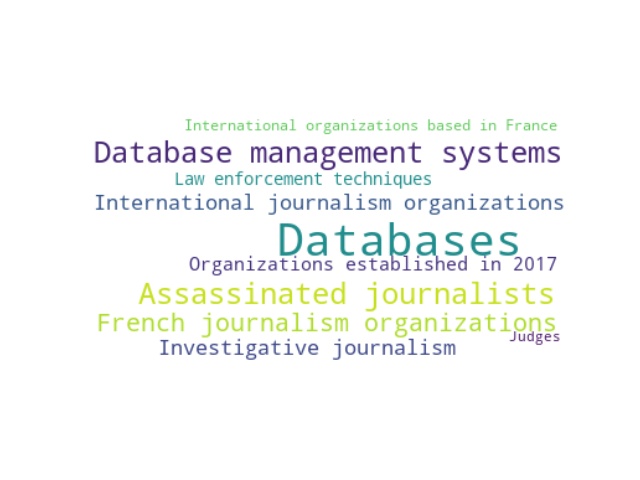 International organizations based in France
Database management systems
Law enforcement techniques
International journalism organizations
Databases
Organizations established in 2017
Assassinated journalists
French journalism organizations
Judges
Investigative journalism